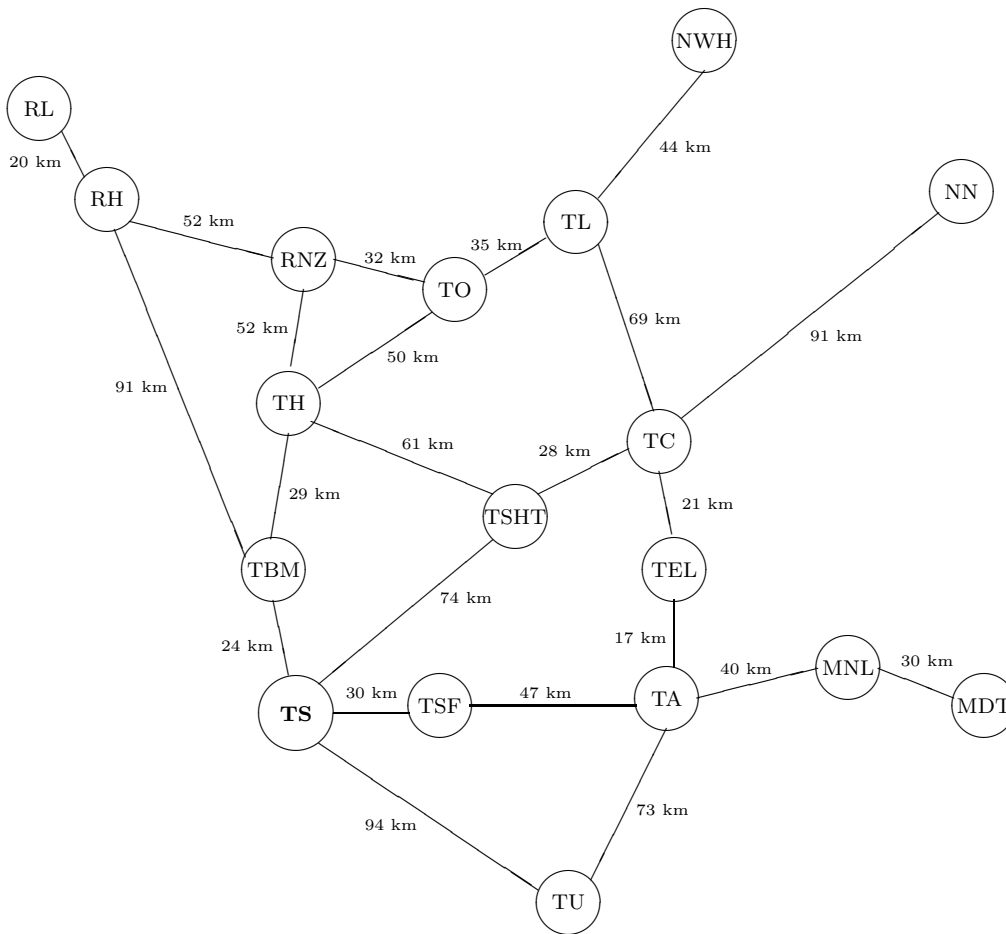 NWH
RL
20 km
44 km
RH
NN
52 km
TL
35 km
RNZ
32 km
TO
52 km
69 km
91 km
50 km
91 km
TH
61 km
28 km
TC
29 km
21 km
TSHT
TBM
TEL
74 km
24 km
17 km
MNL
30 km
40 km
30 km
47 km
TA
TS
TSF
MDT
94 km
73 km
TU